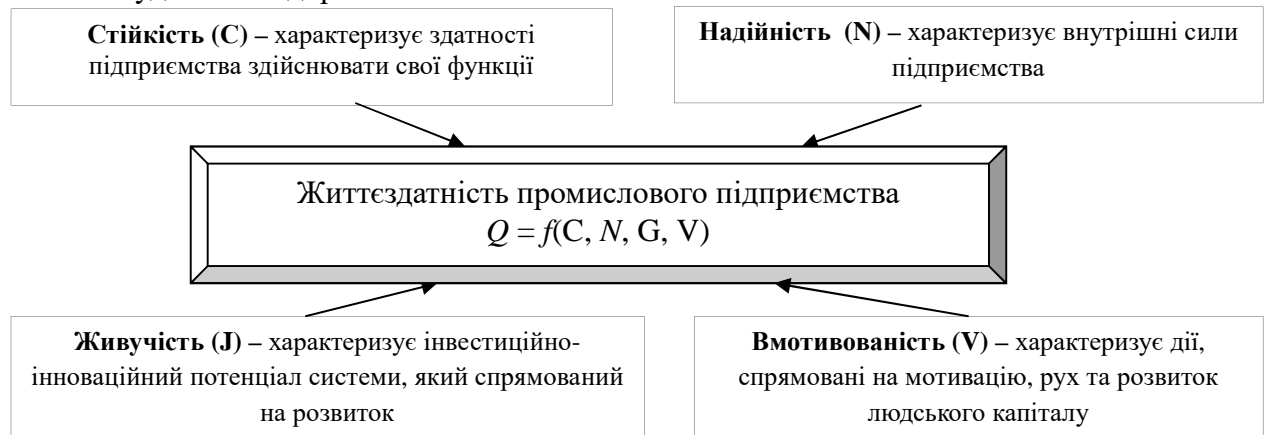 Стійкість (С) – характеризує здатності
підприємства здійснювати свої функції
Надійність (N) – характеризує внутрішні сили
підприємства
Життєздатність промислового підприємства
Q = f(C, N, G, V)
Живучість (J) – характеризує інвестиційно-
інноваційний потенціал системи, який спрямований
на розвиток
Вмотивованість (V) – характеризує дії,
спрямовані на мотивацію, рух та розвиток
людського капіталу